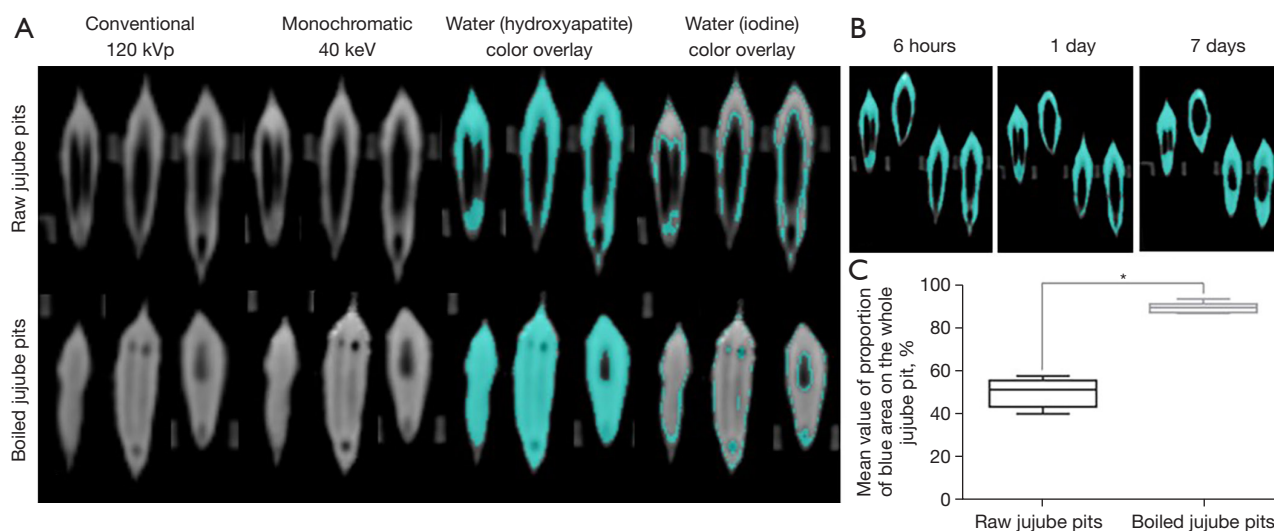 A
Conventional
120 kVp
Monochromatic
40 keV
Water (hydroxyapatite)
color overlay
Water (iodine)
color overlay
Raw jujube pits
Boiled jujube pits
B
6 hours
1 day
7 days
C
Mean value of proportion
of blue area on the whole
jujube pit, %
100
80
60
40
20
0
*
Raw jujube pits
Boiled jujube pits